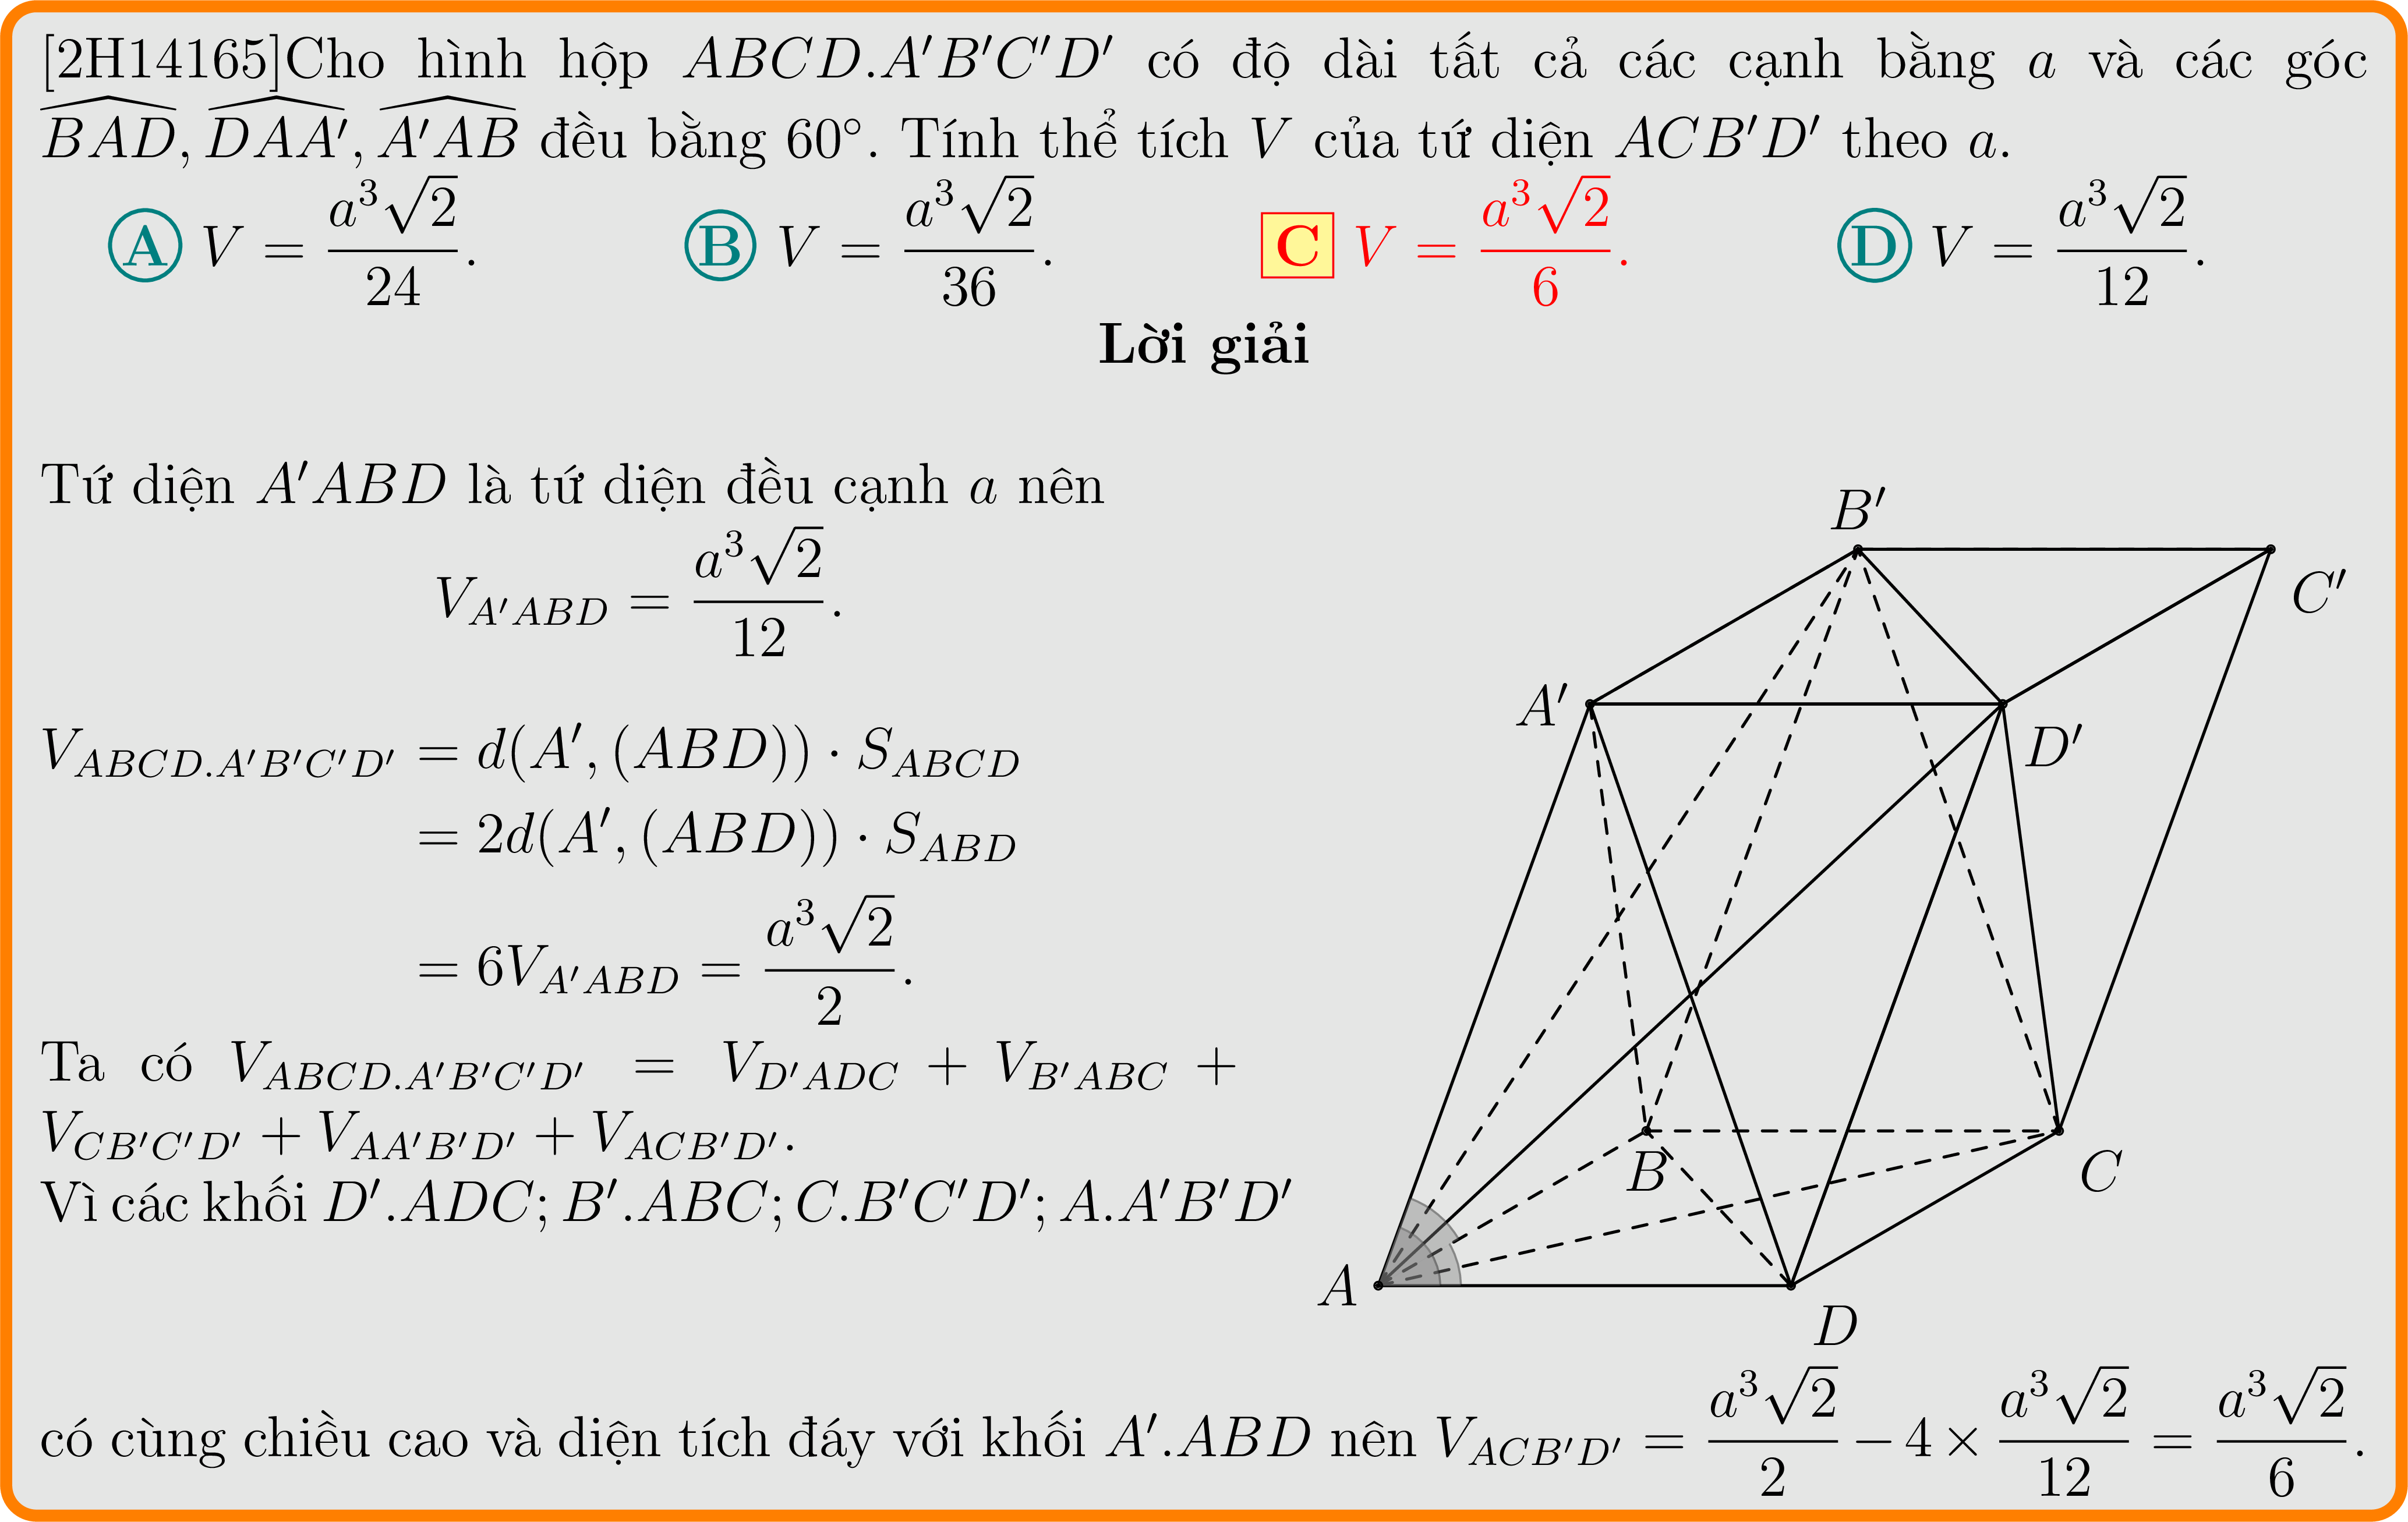 [2H14165]Cho hình hộp ABCD.A′B′C′D′ có độ dài tất cả các cạnh bằng a và các góc
$\widehat{BAD}, \widehat{DAA'}, \widehat{A'AB}$ đều bằng 60°. Tính thể tích V của tứ diện ACB′D′ theo a.
A $V = \frac{a^3\sqrt{2}}{24}$. B $V = \frac{a^3\sqrt{2}}{36}$. C $V = \frac{a^3\sqrt{2}}{6}$. D $V = \frac{a^3\sqrt{2}}{12}$.
Lời giải
Tứ diện A′ABD là tứ diện đều cạnh a nên
$V_{A'ABD} = \frac{a^3\sqrt{2}}{12}$.
$V_{ABCD.A'B'C'D'} = d(A', (ABD)) \cdot S_{ABCD}$
$= 2d(A', (ABD)) \cdot S_{ABD}$
$= 6V_{A'ABD} = \frac{a^3\sqrt{2}}{2}$.
Ta có $V_{ABCD.A'B'C'D'} = V_{D'ADC} + V_{B'ABC} +$
$V_{CB'C'D'} + V_{AA'B'D'} + V_{ACB'D'}$.
Vì các khối D′.ADC; B′.ABC; C.B′C′D′; A.A′B′D′
B′
C′
A′
D′
B
C
A
D
có cùng chiều cao và diện tích đáy với khối A′.ABD nên $V_{ACB'D'} = \frac{a^3\sqrt{2}}{2} - 4 \times \frac{a^3\sqrt{2}}{12} = \frac{a^3\sqrt{2}}{6}$.